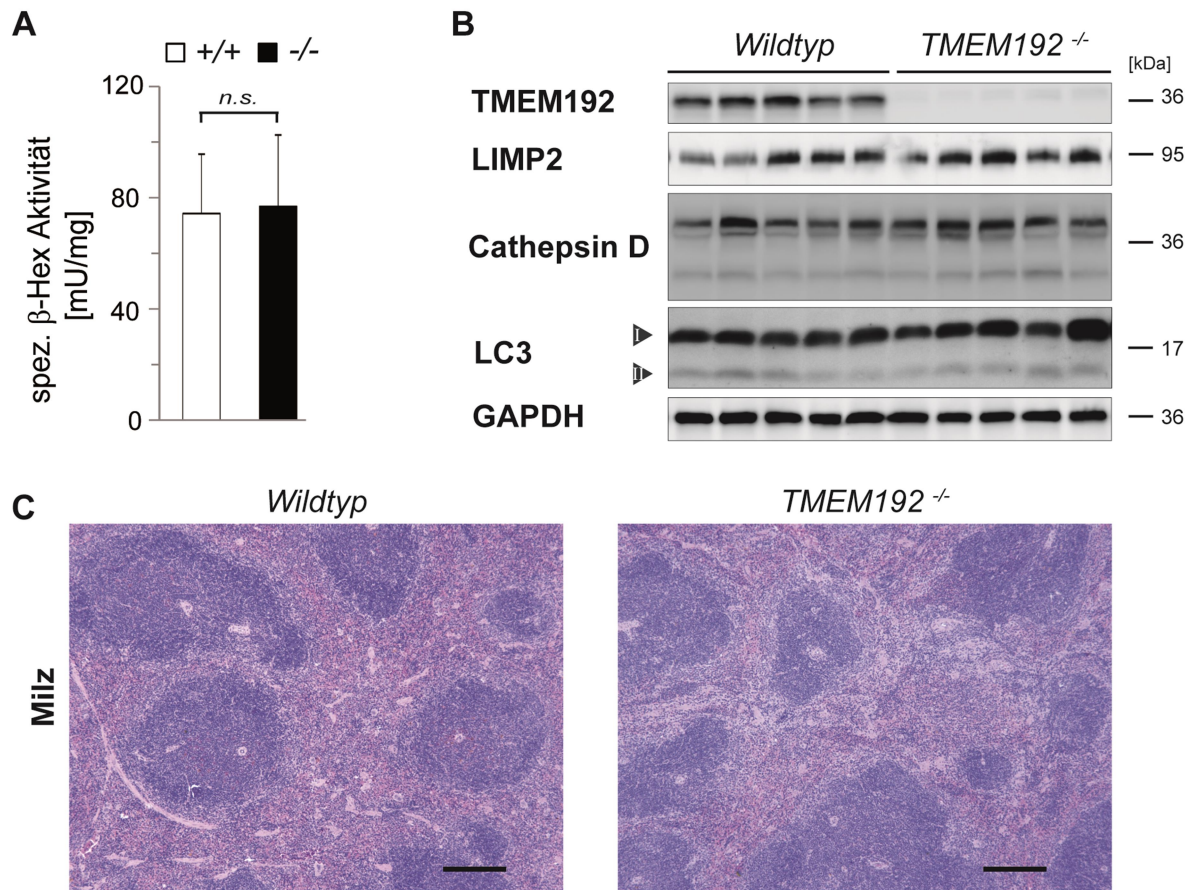 A
+/+ -/-
n.s.
120
80
40
0
spez. β-Hex Aktivität
[mU/mg]
B
Wildtyp TMEM192 -/-
[kDa]
TMEM192 36
LIMP2 95
Cathepsin D 36
LC3 I II 17
GAPDH 36
C
Wildtyp TMEM192 -/-
Milz